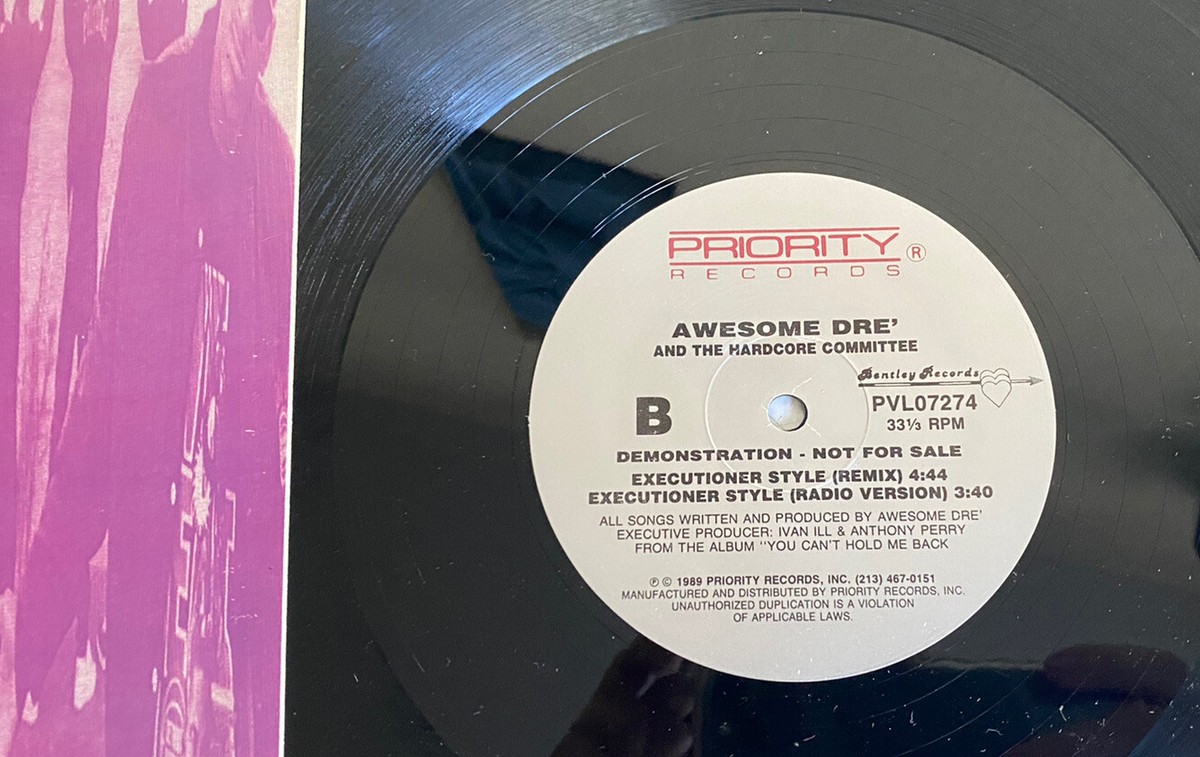 PRIORITY®
RECORDS
AWESOME DRE'
AND THE HARDCORE COMMITTEE
Bentley Records
B
PVL07274
33⅓ RPM
DEMONSTRATION - NOT FOR SALE
EXECUTIONER STYLE (REMIX) 4:44
EXECUTIONER STYLE (RADIO VERSION) 3:40
ALL SONGS WRITTEN AND PRODUCED BY AWESOME DRE'
EXECUTIVE PRODUCER: IVAN ILL & ANTHONY PERRY
FROM THE ALBUM "YOU CAN'T HOLD ME BACK
℗ © 1989 PRIORITY RECORDS, INC. (213) 467-0151
MANUFACTURED AND DISTRIBUTED BY PRIORITY RECORDS, INC.
UNAUTHORIZED DUPLICATION IS A VIOLATION
OF APPLICABLE LAWS.